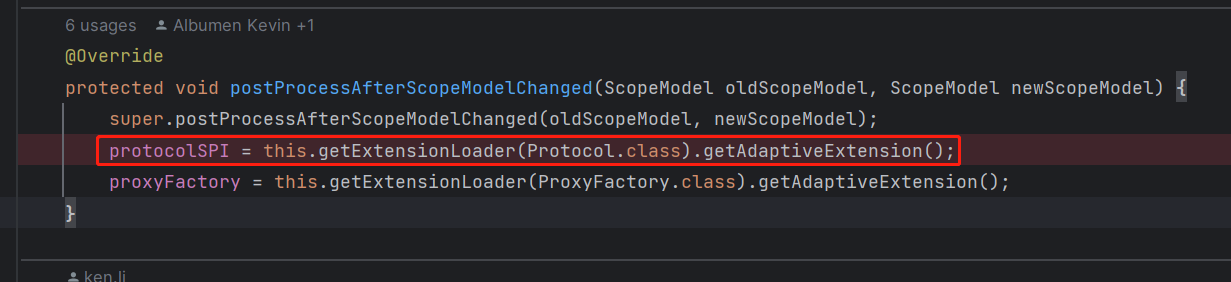 6 usages Albumen Kevin +1
@Override
protected void postProcessAfterScopeModelChanged(ScopeModel oldScopeModel, ScopeModel newScopeModel) {
super.postProcessAfterScopeModelChanged(oldScopeModel, newScopeModel);
protocolSPI = this.getExtensionLoader(Protocol.class).getAdaptiveExtension();
proxyFactory = this.getExtensionLoader(ProxyFactory.class).getAdaptiveExtension();
}
ken.lj